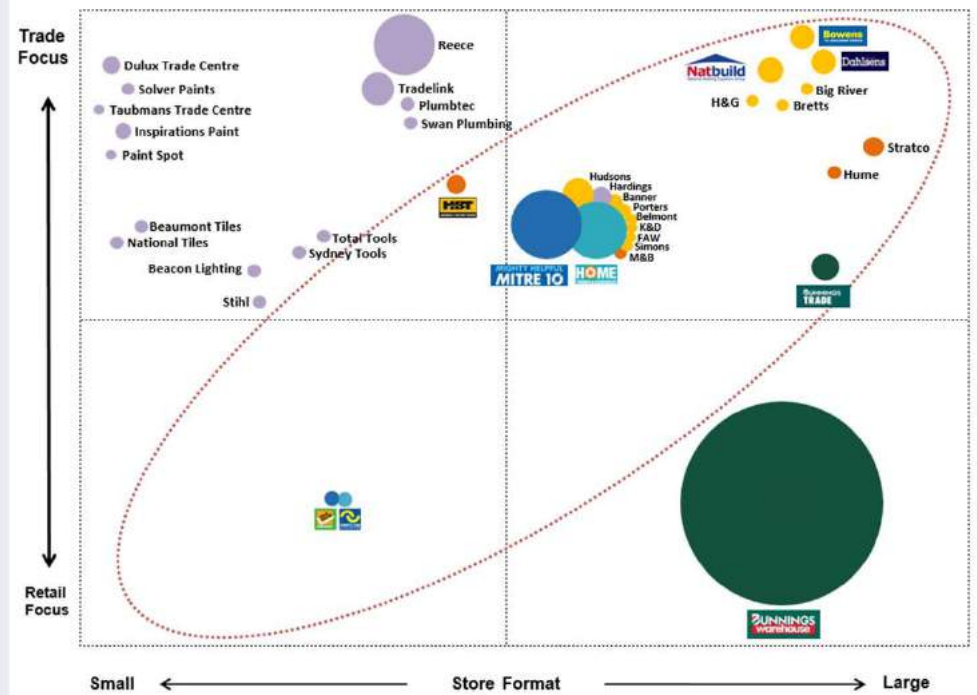 Trade
Focus
Reece
Dulux Trade Centre
Solver Paints
Taubmans Trade Centre
Inspirations Paint
Paint Spot
Tradelink
Plumbtec
Swan Plumbing
Bowens
Dahlsens
Natbuild
Big River
H&G
Bretts
Stratco
Hume
HBT
Hudsons
Hardings
Banner
Porters
Belmont
K&D
FAW
Simons
M&B
Beaumont Tiles
National Tiles
Total Tools
Sydney Tools
Beacon Lighting
Stihl
MIGHTY HELPFUL
MITRE 10
HOME
BUNNINGS
TRADE
Retail
Focus
BUNNINGS
warehouse
Small
Store Format
Large